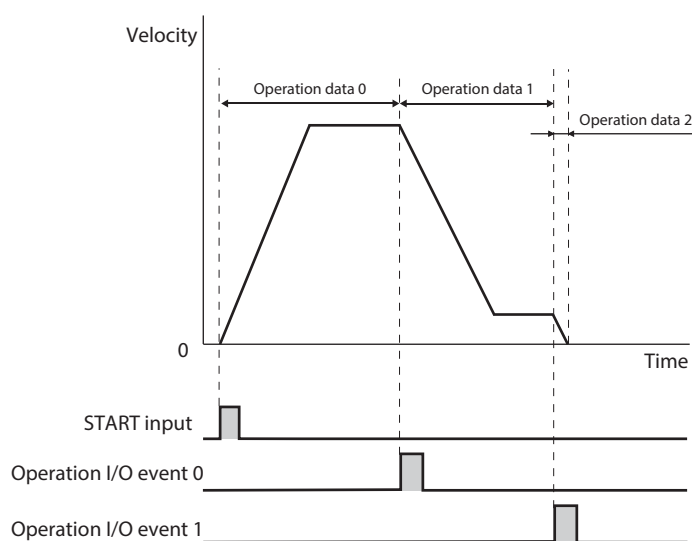 Velocity
Operation data 0
Operation data 1
Operation data 2
0
Time
START input
Operation I/O event 0
Operation I/O event 1